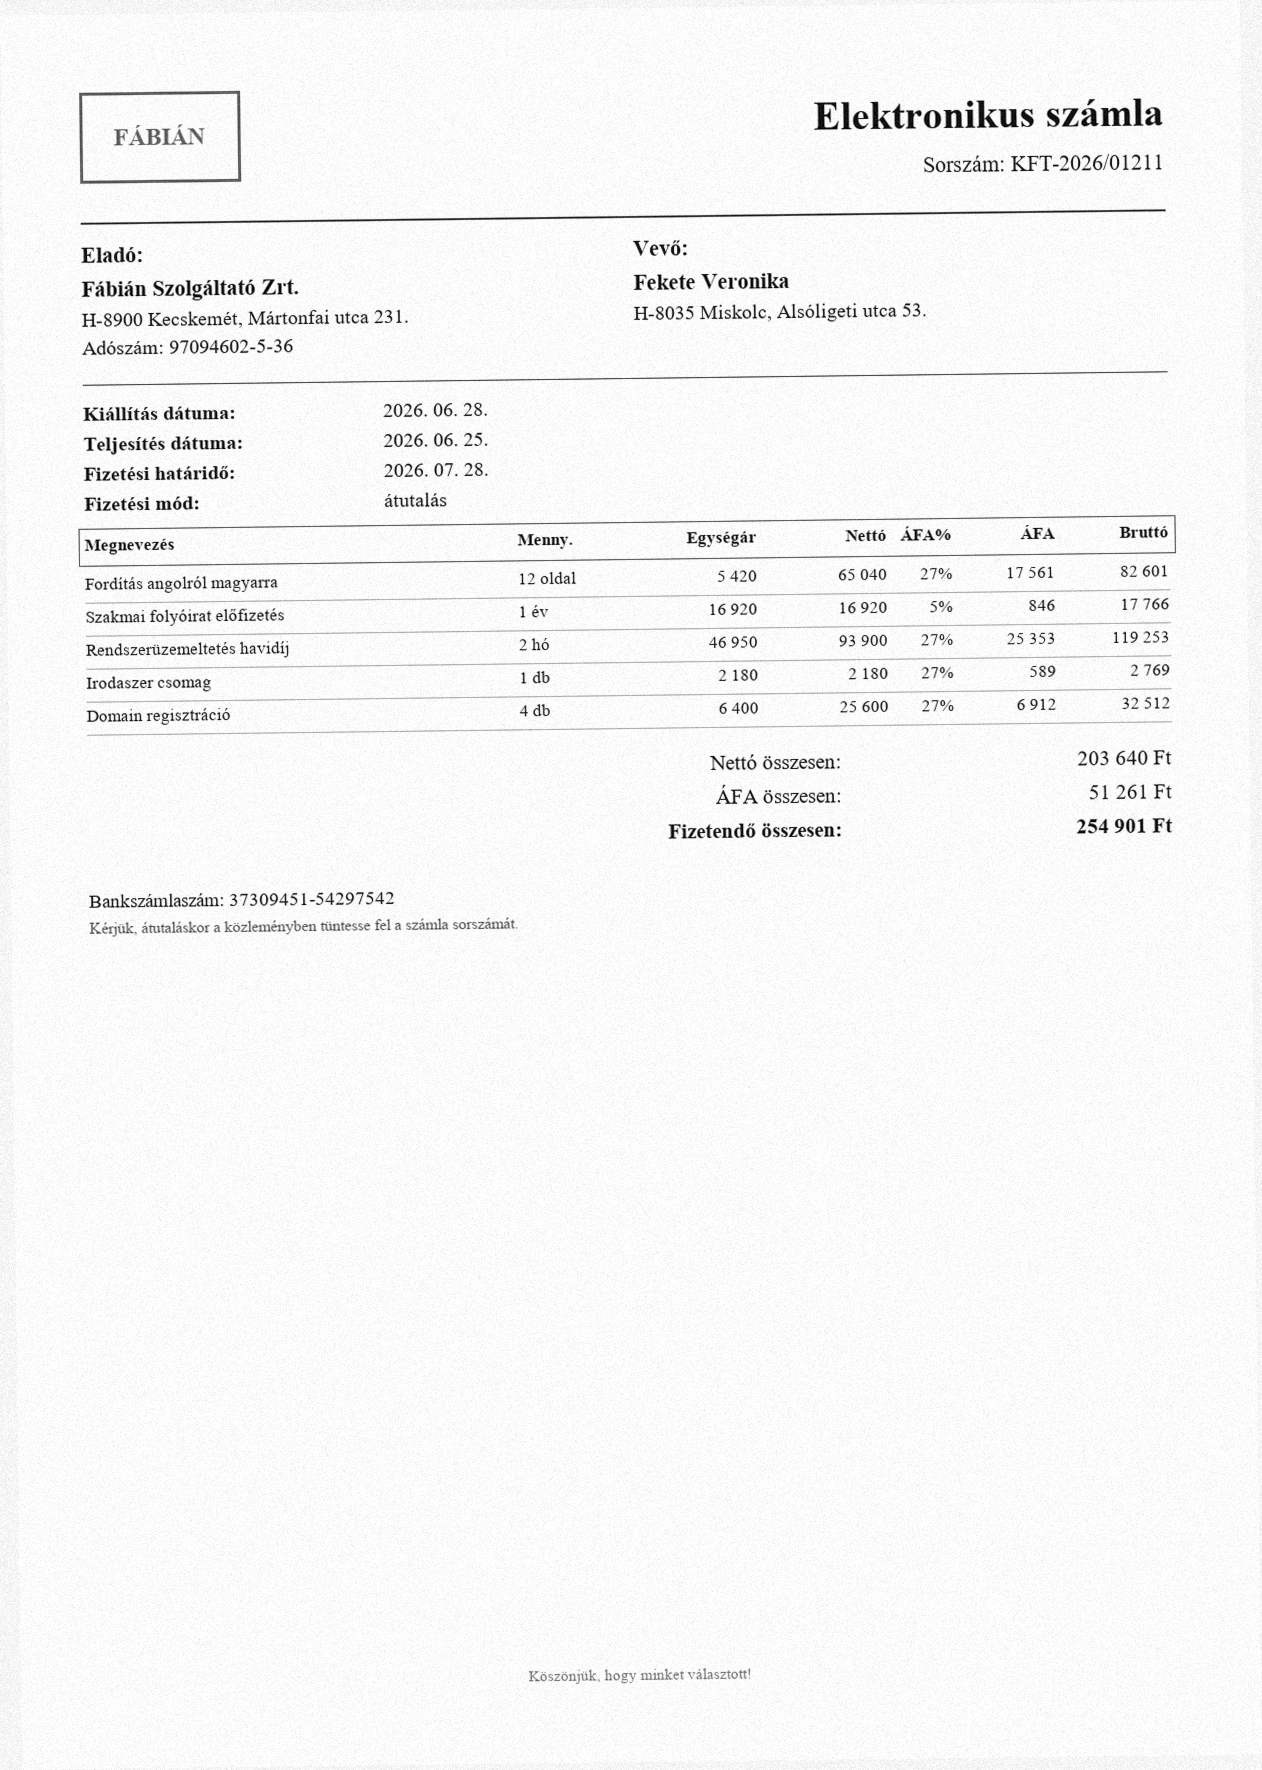 FÁBIÁN
Elektronikus számla
Sorszám: KFT-2026/01211
Eladó:
Fábián Szolgáltató Zrt.
H-8900 Kecskemét, Mártonfai utca 231.
Adószám: 97094602-5-36
Vevő:
Fekete Veronika
H-8035 Miskolc, Alsóligeti utca 53.
Kiállítás dátuma: 2026. 06. 28.
Teljesítés dátuma: 2026. 06. 25.
Fizetési határidő: 2026. 07. 28.
Fizetési mód: átutalás
Megnevezés Menny. Egységár Nettó ÁFA% ÁFA Bruttó
Fordítás angolról magyarra 12 oldal 5 420 65 040 27% 17 561 82 601
Szakmai folyóirat előfizetés 1 év 16 920 16 920 5% 846 17 766
Rendszerüzemeltetés havidíj 2 hó 46 950 93 900 27% 25 353 119 253
Irodaszer csomag 1 db 2 180 2 180 27% 589 2 769
Domain regisztráció 4 db 6 400 25 600 27% 6 912 32 512
Nettó összesen: 203 640 Ft
ÁFA összesen: 51 261 Ft
Fizetendő összesen: 254 901 Ft
Bankszámlaszám: 37309451-54297542
Kérjük, átutaláskor a közleményben tüntesse fel a számla sorszámát.
Köszönjük, hogy minket választott!